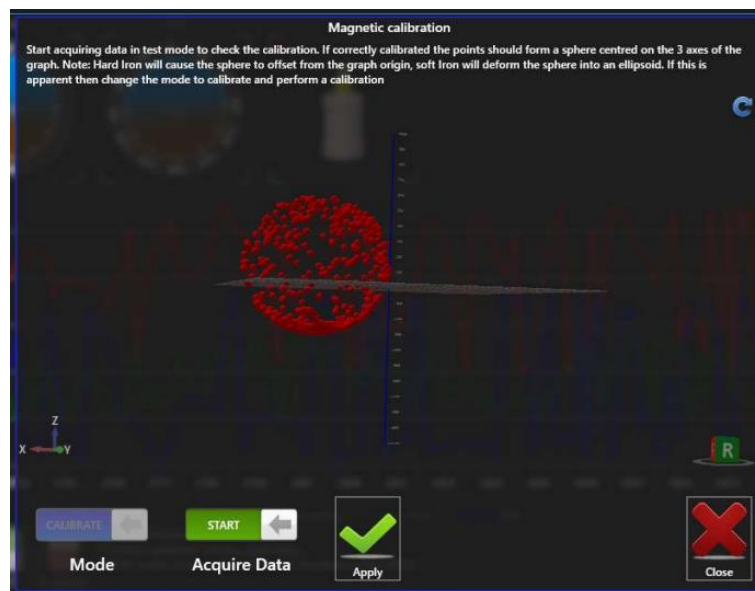 Magnetic calibration
Start acquiring data in test mode to check the calibration. If correctly calibrated the points should form a sphere centred on the 3 axes of the
graph. Note: Hard Iron will cause the sphere to offset from the graph origin, soft Iron will deform the sphere into an ellipsoid. If this is
apparent then change the mode to calibrate and perform a calibration
Z
X Y
R
CALIBRATE START
Mode Acquire Data Apply Close